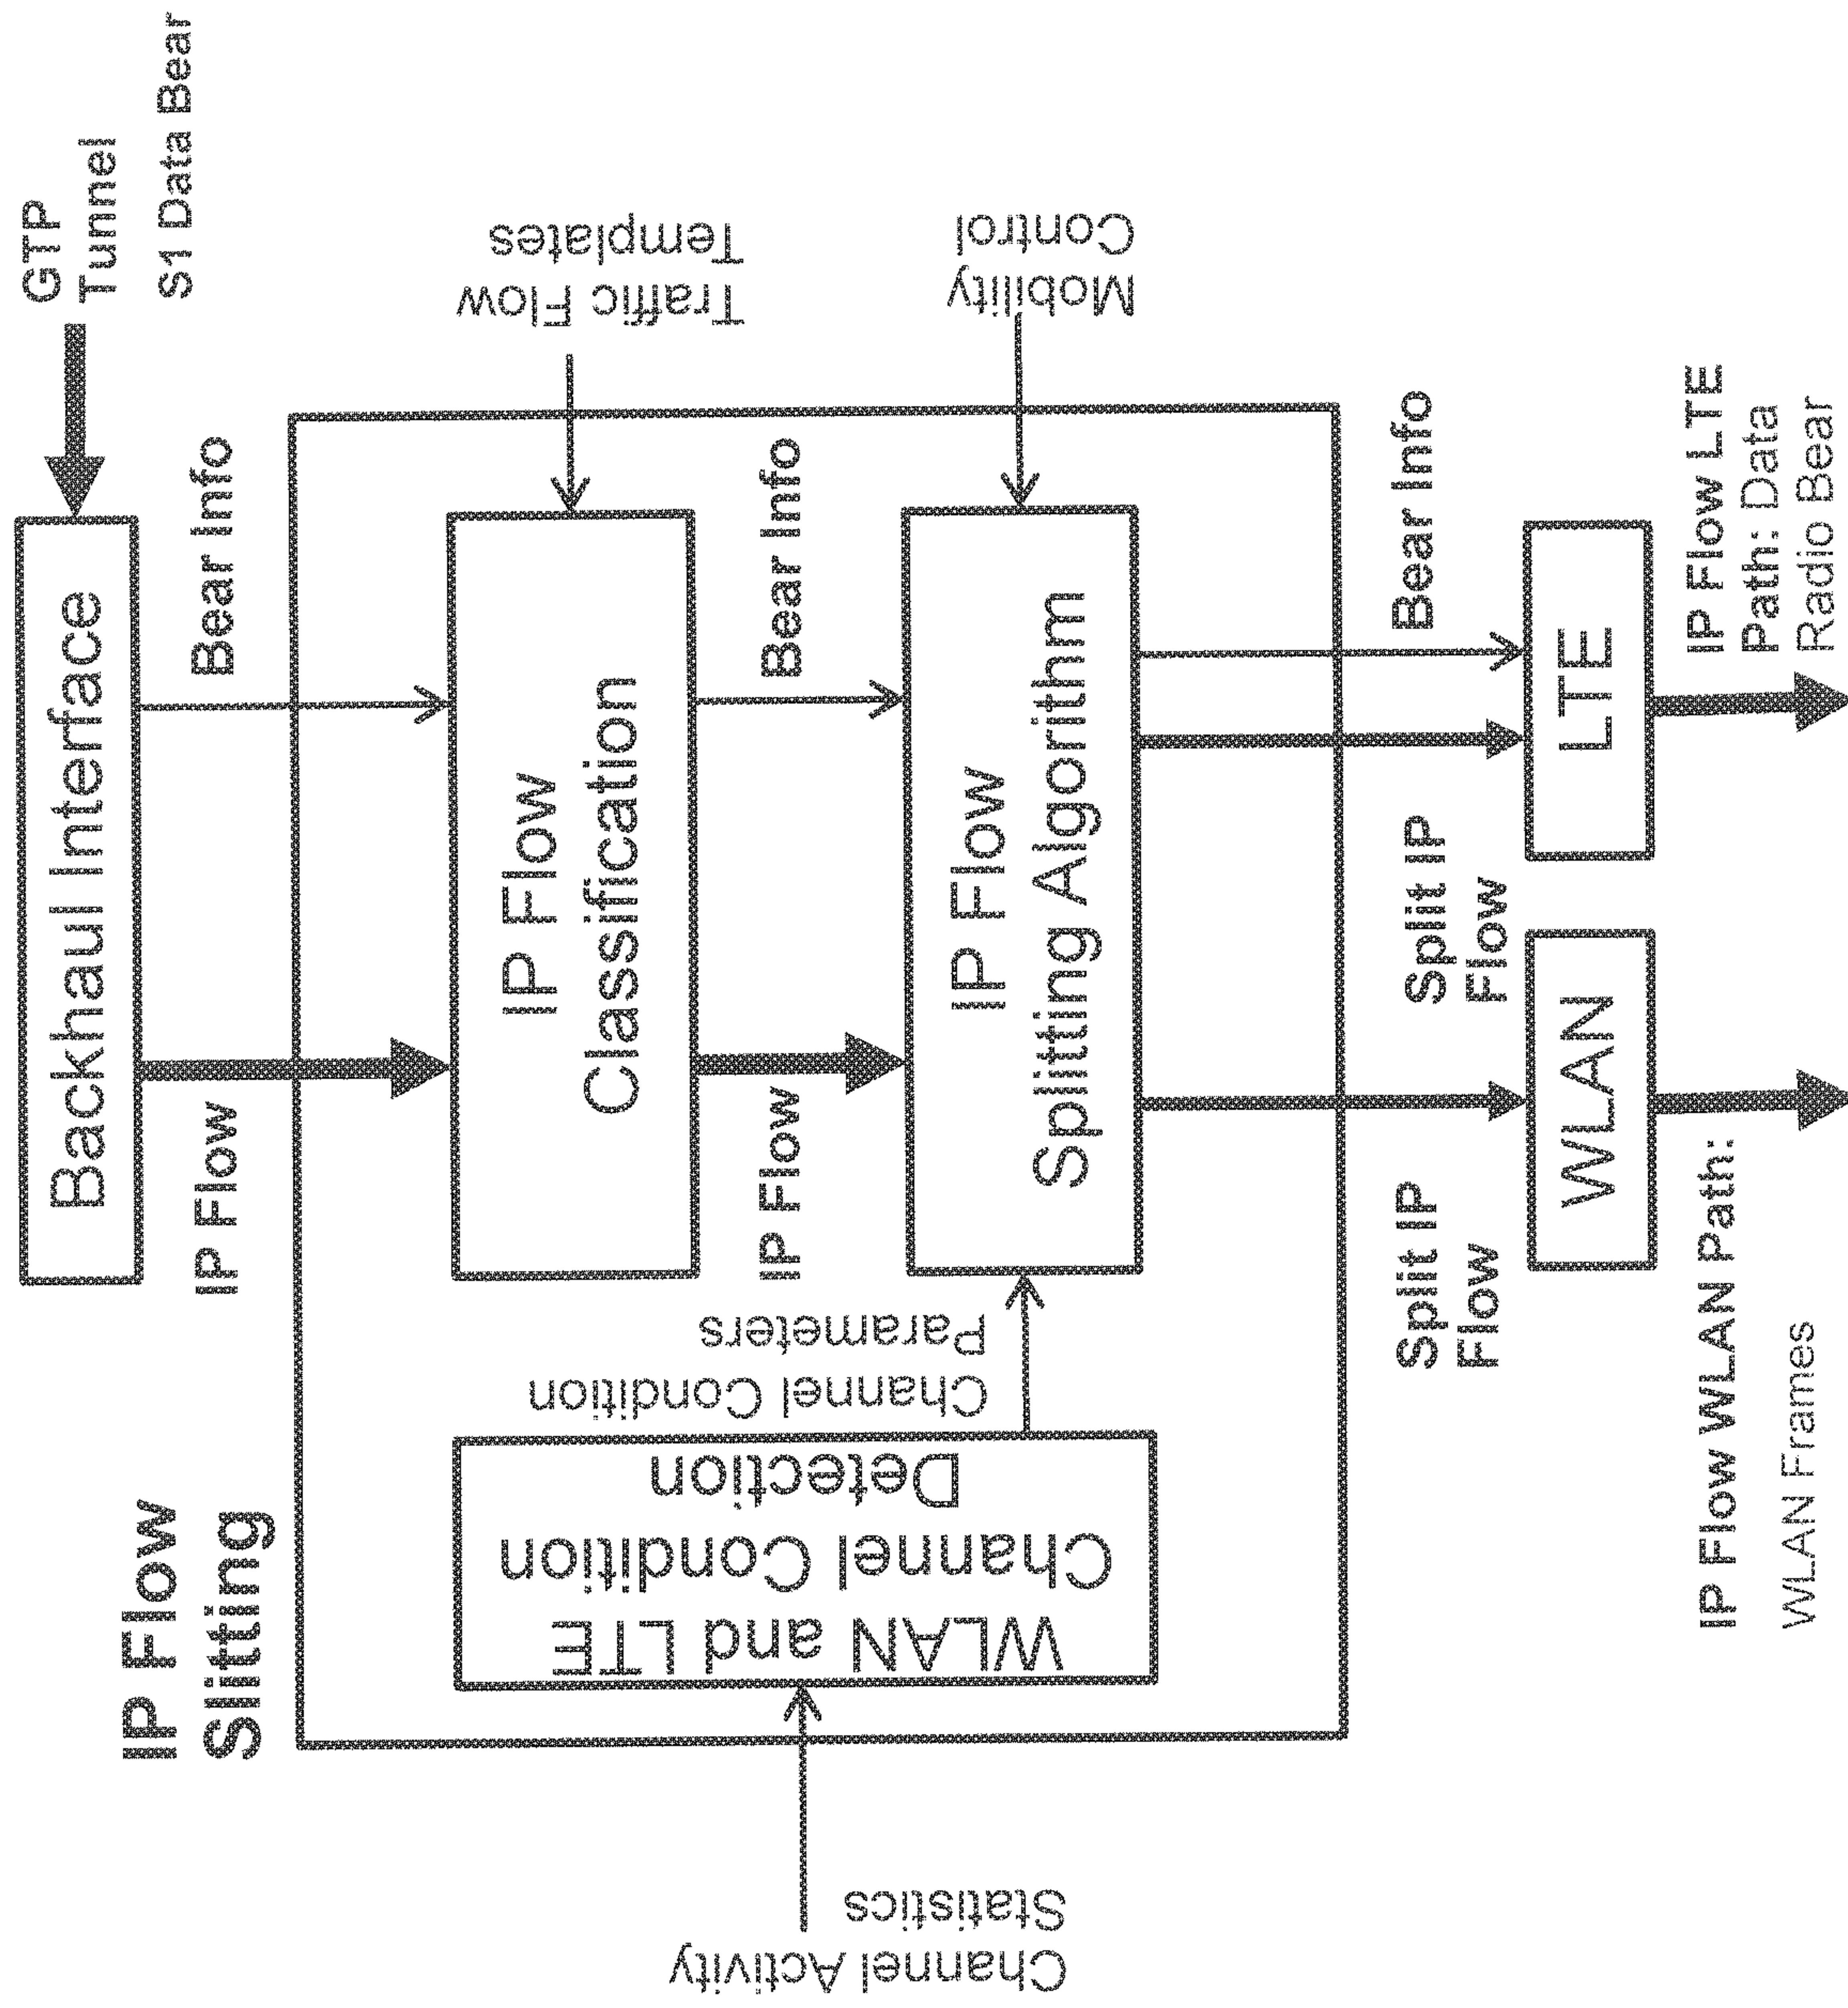 GTP
Tunnel
S1 Data Bear
Backhaul Interface
IP Flow
Bear Info
IP Flow
Slitting
IP Flow
Classification
Traffic Flow
Templates
IP Flow
Bear Info
WLAN and LTE
Channel Condition
Detection
Channel Activity
Statistics
Channel Condition
Parameters
IP Flow
Splitting Algorithm
Mobility
Control
Split IP
Flow
Split IP
Flow
Bear Info
WLAN
LTE
IP Flow WLAN Path:
WLAN Frames
IP Flow LTE
Path: Data
Radio Bear